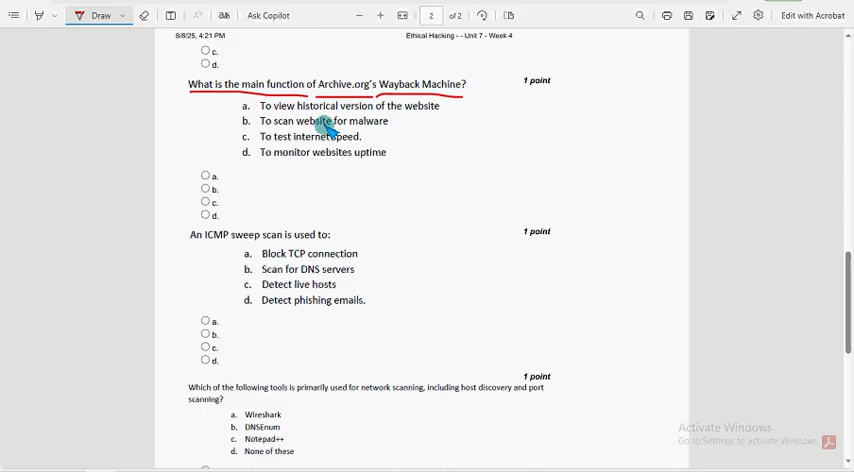 Draw
Ask Copilot
2
of 2
Edit with Acrobat
8/8/25, 4:21 PM
Ethical Hacking - - Unit 7 - Week 4
c.
d.
What is the main function of Archive.org's Wayback Machine?
1 point
a. To view historical version of the website
b. To scan website for malware
c. To test internet speed.
d. To monitor websites uptime
a.
b.
c.
d.
An ICMP sweep scan is used to:
1 point
a. Block TCP connection
b. Scan for DNS servers
c. Detect live hosts
d. Detect phishing emails.
a.
b.
c.
d.
1 point
Which of the following tools is primarily used for network scanning, including host discovery and port
scanning?
a. Wireshark
b. DNSEnum
c. Notepad++
d. None of these
Activate Windows
Go to Settings to activate Windows.